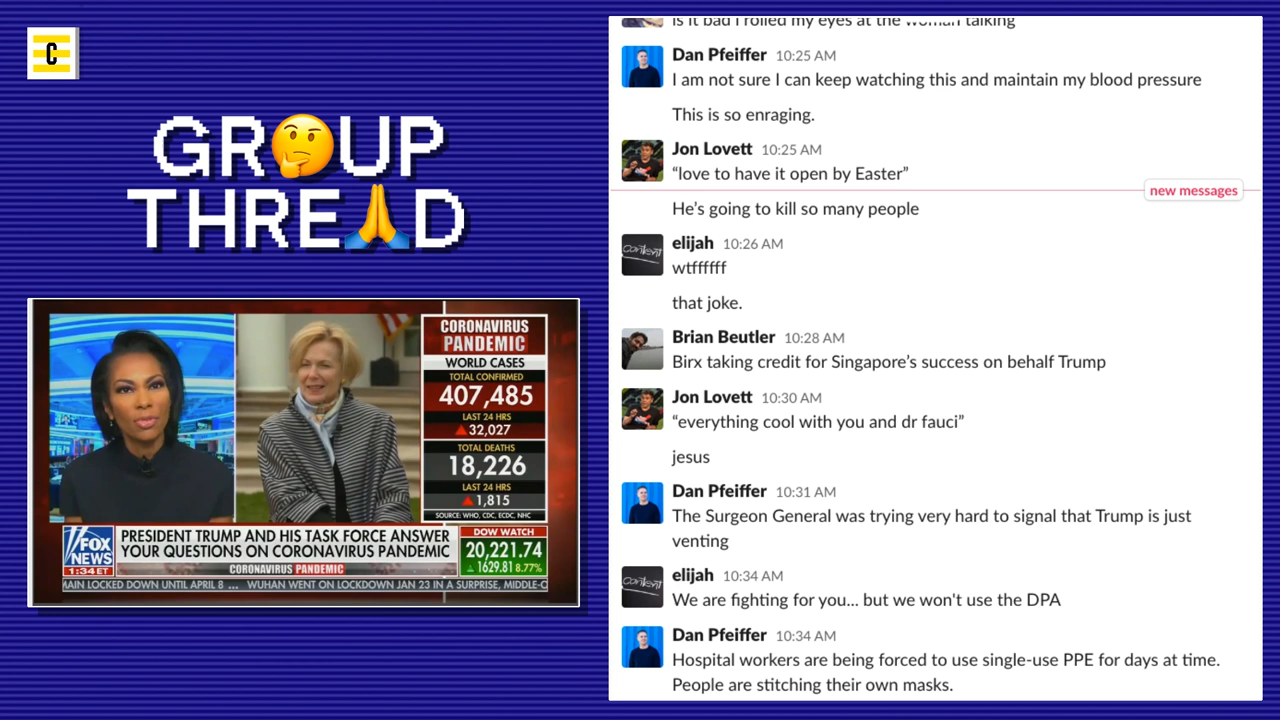 C
GR🤔UP
THRE🙏D
CORONAVIRUS
PANDEMIC
WORLD CASES
TOTAL CONFIRMED
407,485
LAST 24 HRS
▲32,027
TOTAL DEATHS
18,226
LAST 24 HRS
▲1,815
SOURCE: WHO, CDC, ECDC, NHC
FOX
NEWS
1:34 ET
PRESIDENT TRUMP AND HIS TASK FORCE ANSWER
YOUR QUESTIONS ON CORONAVIRUS PANDEMIC
CORONAVIRUS PANDEMIC
DOW WATCH
20,221.74
▲ 1629.81 8.77%
MAIN LOCKED DOWN UNTIL APRIL 8 ... WUHAN WENT ON LOCKDOWN JAN 23 IN A SURPRISE, MIDDLE-O
is it bad I rolled my eyes at the woman talking
Dan Pfeiffer 10:25 AM
I am not sure I can keep watching this and maintain my blood pressure
This is so enraging.
Jon Lovett 10:25 AM
“love to have it open by Easter”
new messages
He’s going to kill so many people
content
elijah 10:26 AM
wtffffff
that joke.
Brian Beutler 10:28 AM
Birx taking credit for Singapore’s success on behalf Trump
Jon Lovett 10:30 AM
“everything cool with you and dr fauci”
jesus
Dan Pfeiffer 10:31 AM
The Surgeon General was trying very hard to signal that Trump is just
venting
content
elijah 10:34 AM
We are fighting for you... but we won't use the DPA
Dan Pfeiffer 10:34 AM
Hospital workers are being forced to use single-use PPE for days at time.
People are stitching their own masks.